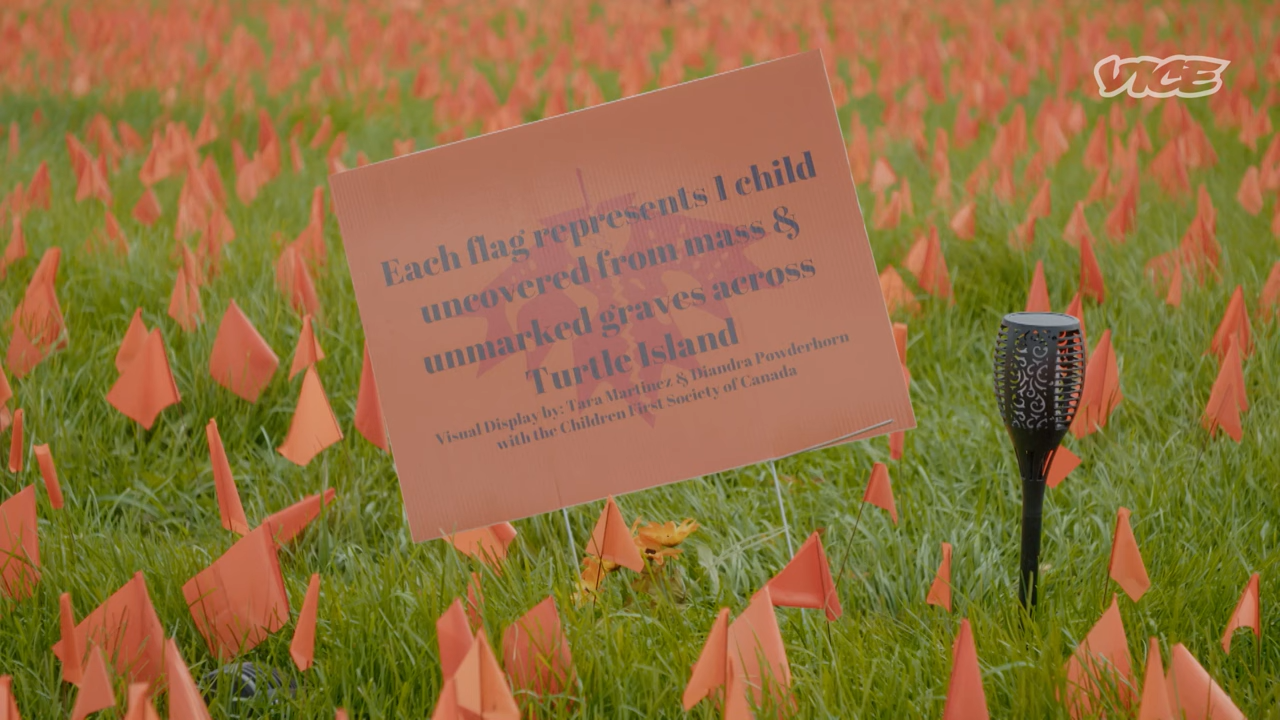 VICE
Each flag represents 1 child
uncovered from mass &
unmarked graves across
Turtle Island
Visual Display by: Tara Martinez & Diandra Powderhorn
with the Children First Society of Canada